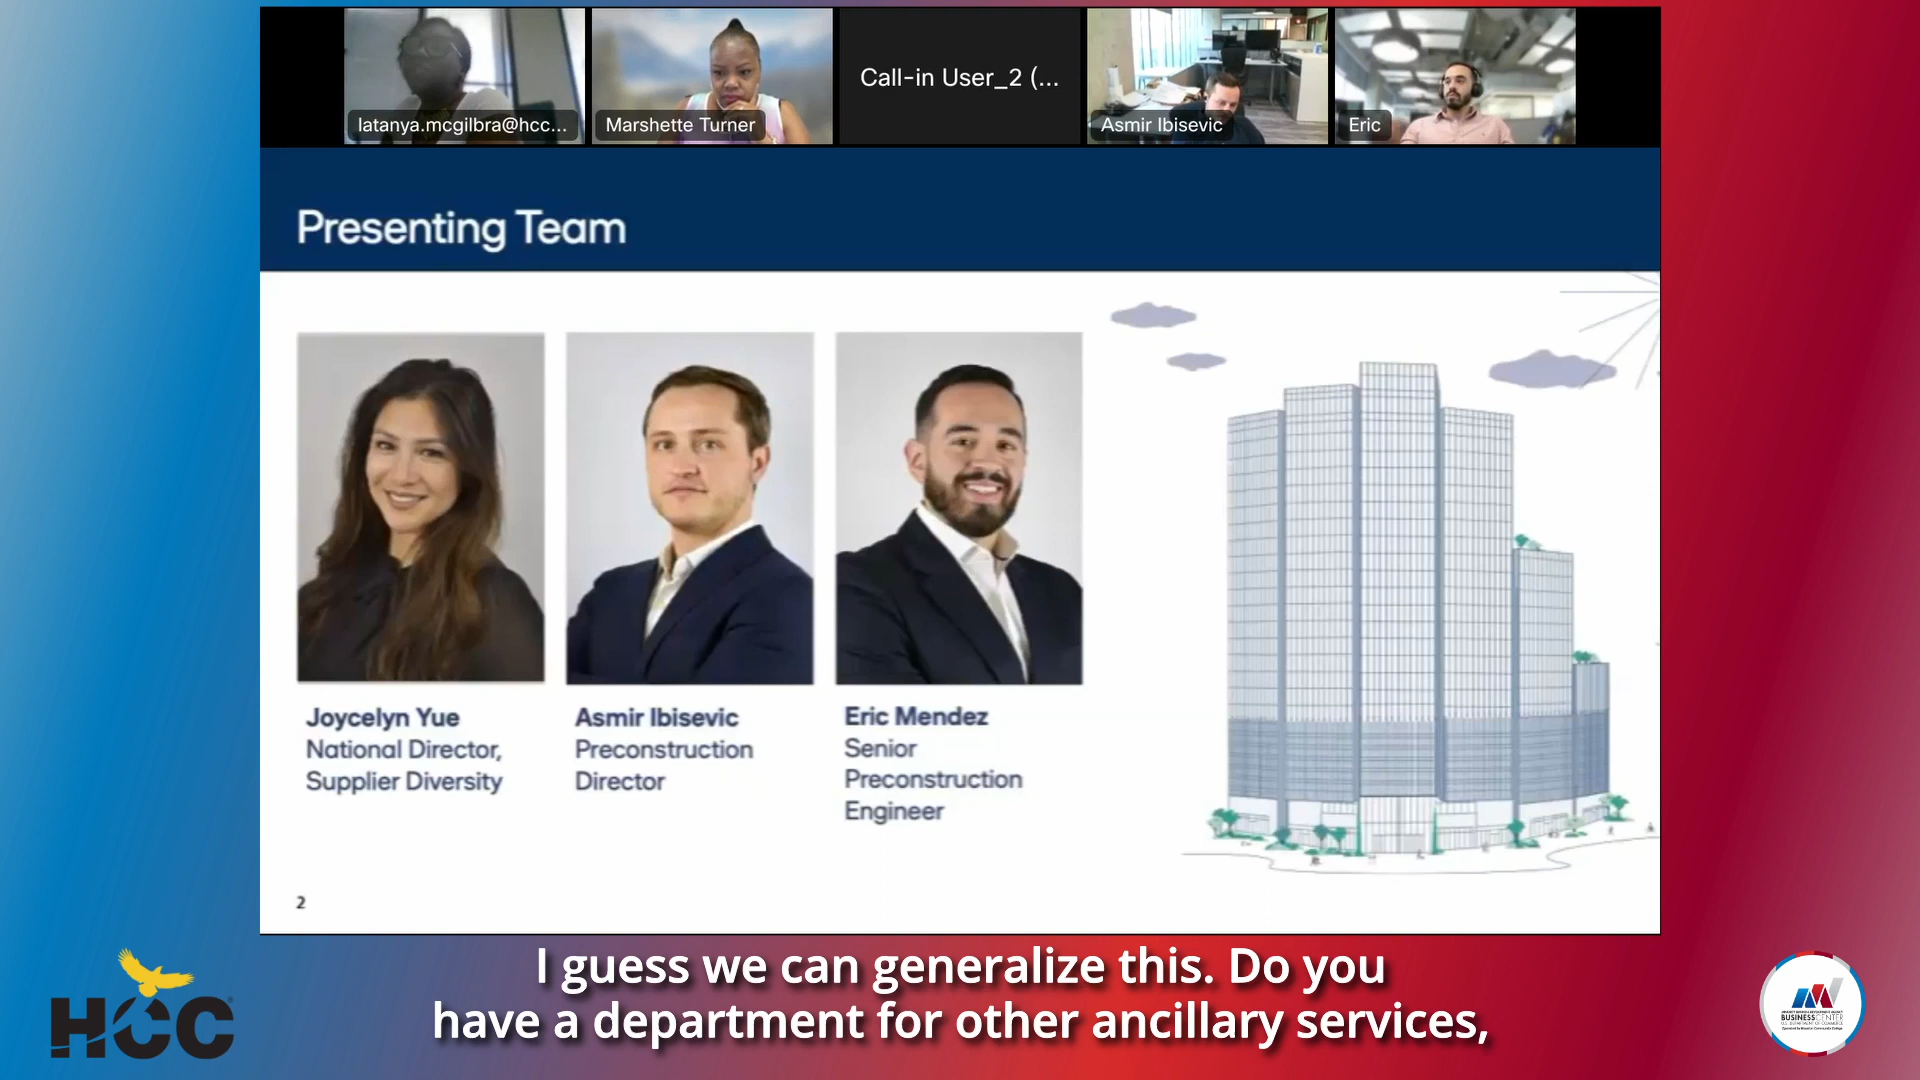 latanya.mcgilbra@hcc...
Marshette Turner
Call-in User_2 (...
Asmir Ibisevic
Eric
Presenting Team
Joycelyn Yue
National Director,
Supplier Diversity
Asmir Ibisevic
Preconstruction
Director
Eric Mendez
Senior
Preconstruction
Engineer
2
I guess we can generalize this. Do you
have a department for other ancillary services,
HCC
BUSINESS CENTER